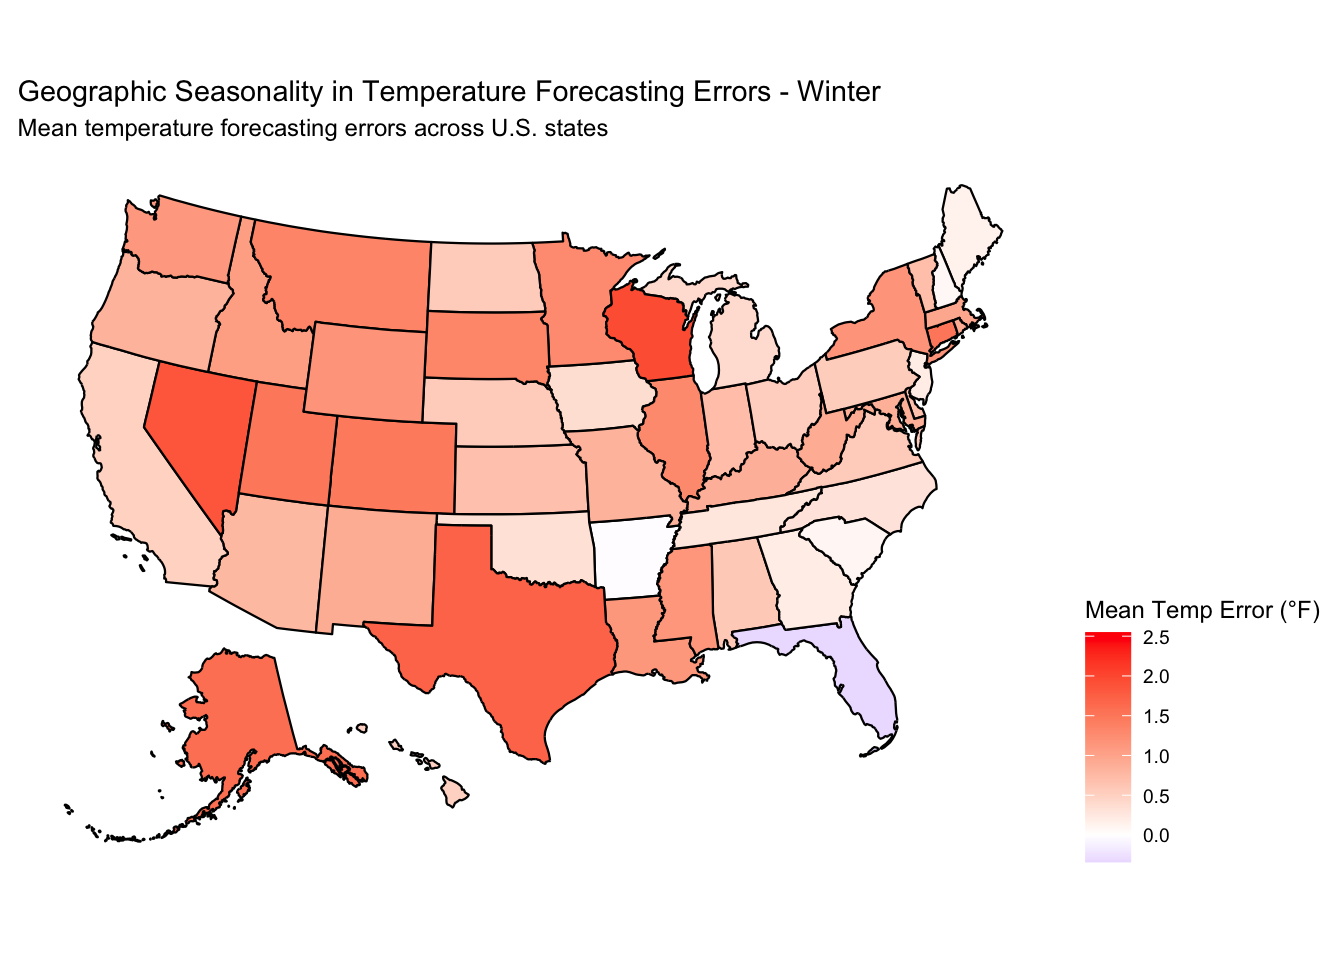 Geographic Seasonality in Temperature Forecasting Errors - Winter
Mean temperature forecasting errors across U.S. states
Mean Temp Error (°F)
2.5
2.0
1.5
1.0
0.5
0.0